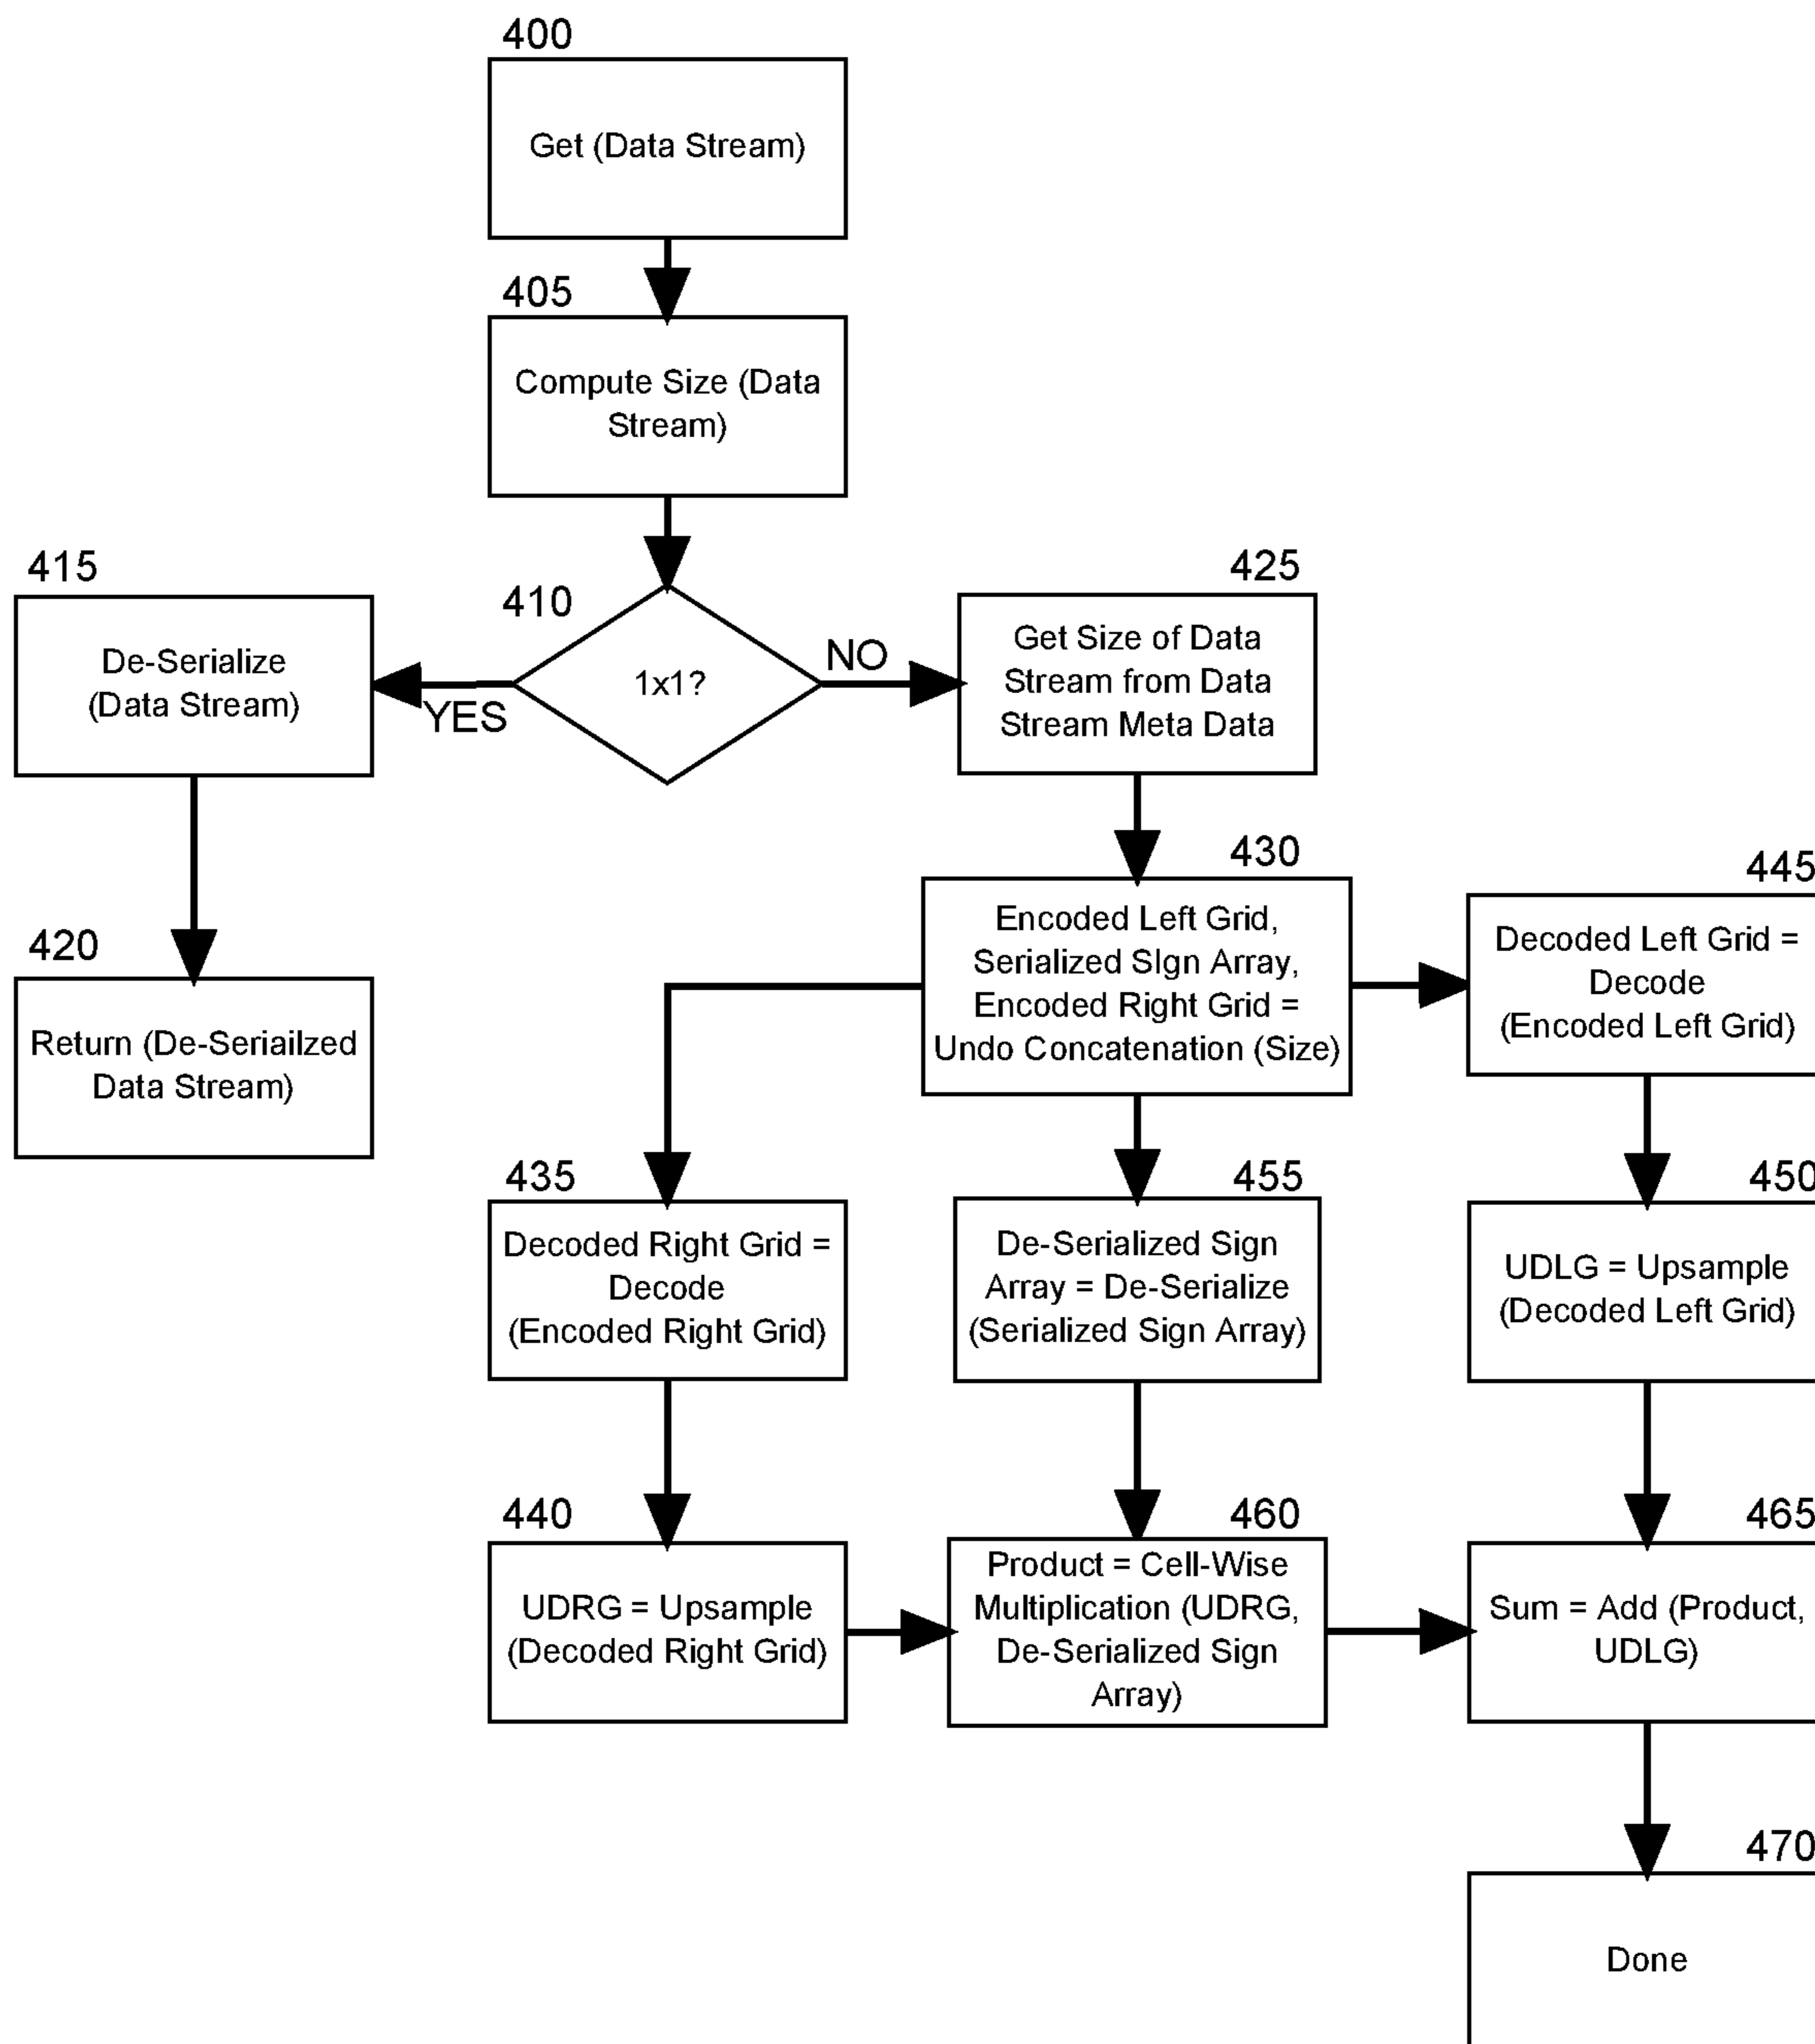 400
Get (Data Stream)
405
Compute Size (Data
Stream)
410
1x1?
YES
NO
415
De-Serialize
(Data Stream)
420
Return (De-Seriailzed
Data Stream)
425
Get Size of Data
Stream from Data
Stream Meta Data
430
Encoded Left Grid,
Serialized SIgn Array,
Encoded Right Grid =
Undo Concatenation (Size)
445
Decoded Left Grid =
Decode
(Encoded Left Grid)
435
Decoded Right Grid =
Decode
(Encoded Right Grid)
455
De-Serialized Sign
Array = De-Serialize
(Serialized Sign Array)
450
UDLG = Upsample
(Decoded Left Grid)
440
UDRG = Upsample
(Decoded Right Grid)
460
Product = Cell-Wise
Multiplication (UDRG,
De-Serialized Sign
Array)
465
Sum = Add (Product,
UDLG)
470
Done